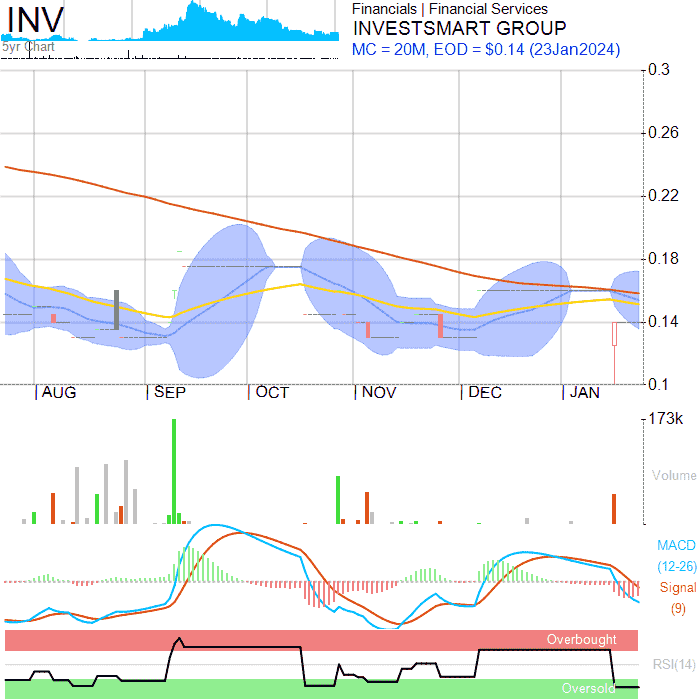 INV
Financials | Financial Services
INVESTSMART GROUP
MC = 20M, EOD = $0.14 (23Jan2024)
5yr Chart
0.3
0.26
0.22
0.18
0.14
0.1
AUG SEP OCT NOV DEC JAN
173k
Volume
MACD
(12-26)
Signal
(9)
Overbought
RSI(14)
Oversold